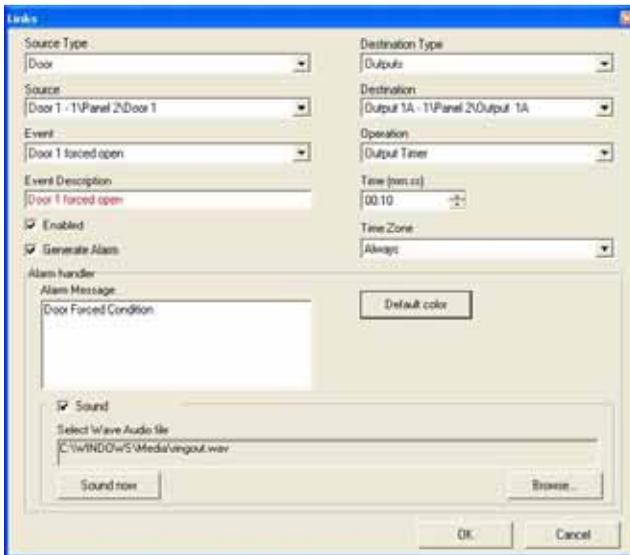 Links
Source Type
Door
Source
Door 1 - 1\Panel 2\Door 1
Event
Door 1 forced open
Event Description
Door 1 forced open
Enabled
Generate Alarm
Destination Type
Outputs
Destination
Output 1A - 1\Panel 2\Output 1A
Operation
Output Timer
Time (mm:ss)
00:10
Time Zone
Always
Alarm handler
Alarm Message
Door Forced Condition
Default color
Sound
Select Wave Audio file
C:\WINDOWS\Media\ringout.wav
Sound now
Browse...
OK
Cancel